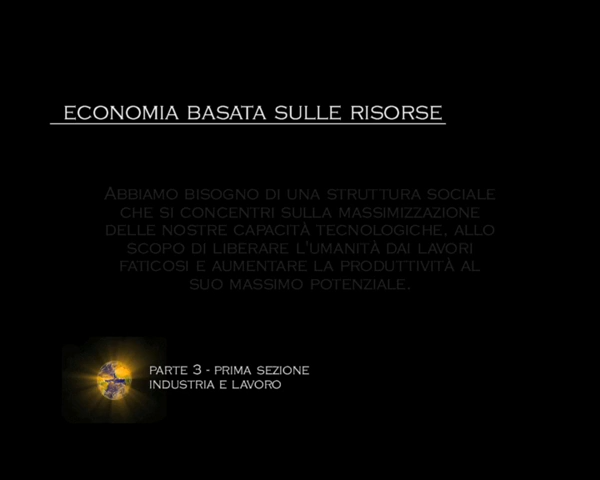 ECONOMIA BASATA SULLE RISORSE
ABBIAMO BISOGNO DI UNA STRUTTURA SOCIALE
CHE SI CONCENTRI SULLA MASSIMIZZAZIONE
DELLE NOSTRE CAPACITÀ TECNOLOGICHE, ALLO
SCOPO DI LIBERARE L'UMANITÀ DAI LAVORI
FATICOSI E AUMENTARE LA PRODUTTIVITÀ AL
SUO MASSIMO POTENZIALE.
PARTE 3 - PRIMA SEZIONE
INDUSTRIA E LAVORO